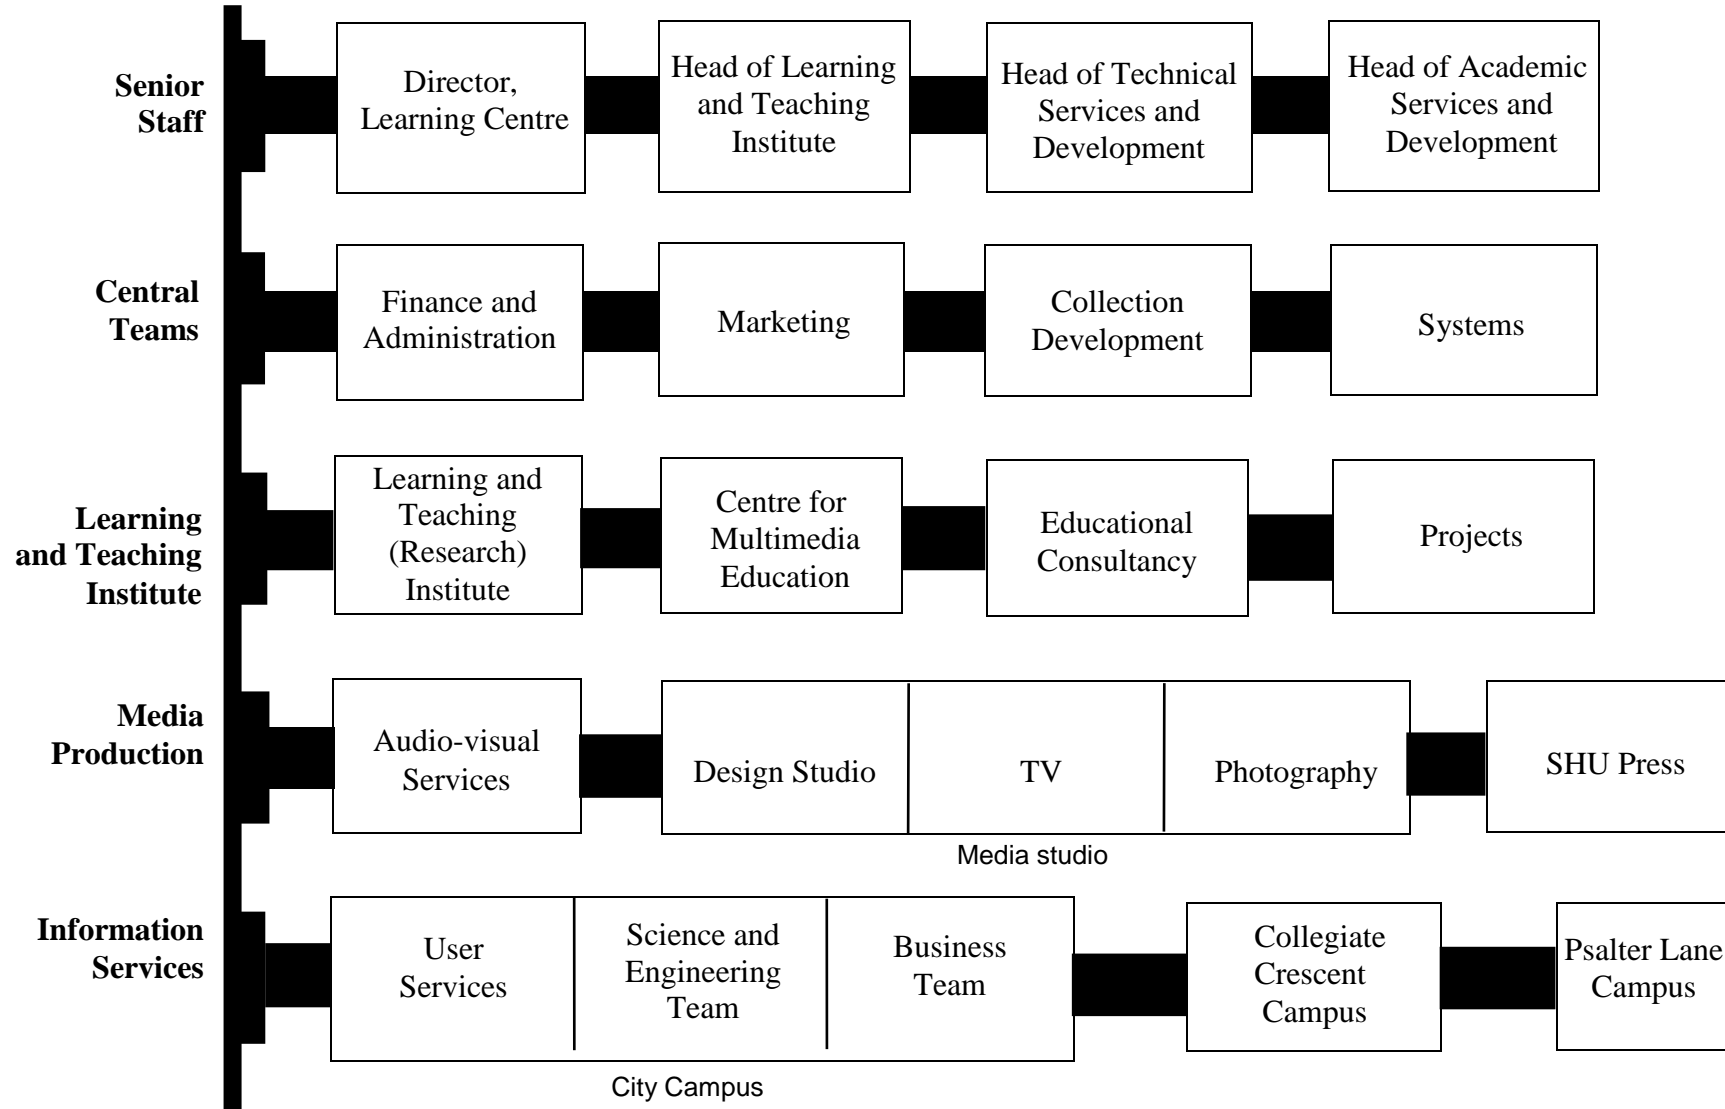 Senior
Staff
Director,
Learning Centre
Head of Learning
and Teaching
Institute
Head of Technical
Services and
Development
Head of Academic
Services and
Development
Central
Teams
Finance and
Administration
Marketing
Collection
Development
Systems
Learning
and Teaching
Institute
Learning and
Teaching
(Research)
Institute
Centre for
Multimedia
Education
Educational
Consultancy
Projects
Media
Production
Audio-visual
Services
Design Studio
TV
Photography
SHU Press
Media studio
Information
Services
User
Services
Science and
Engineering
Team
Business
Team
Collegiate
Crescent
Campus
Psalter Lane
Campus
City Campus